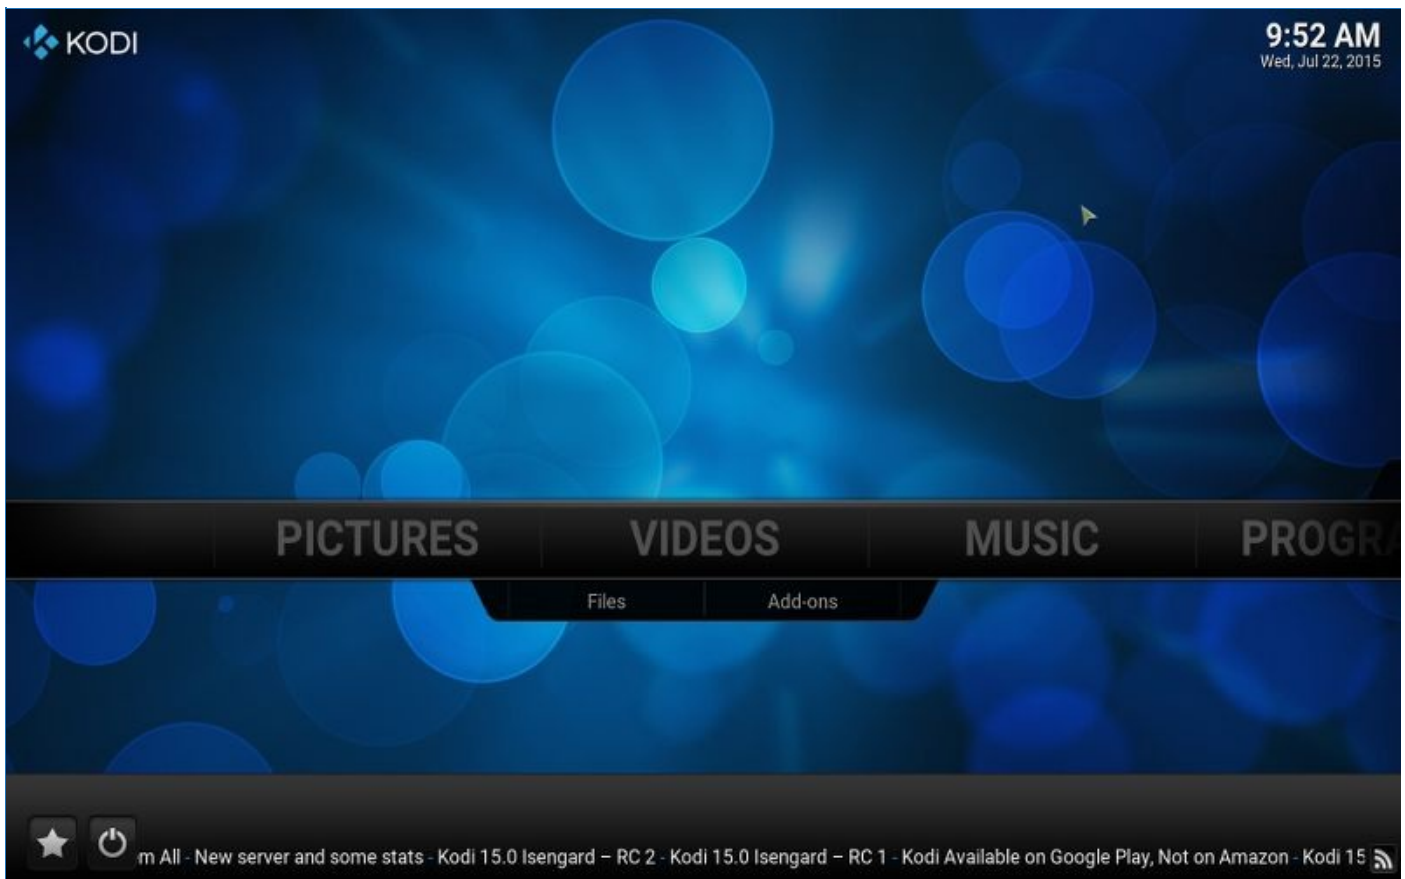 KODI
9:52 AM
Wed, Jul 22, 2015
PICTURES VIDEOS MUSIC PROGRA
Files Add-ons
m All - New server and some stats - Kodi 15.0 Isengard – RC 2 - Kodi 15.0 Isengard – RC 1 - Kodi Available on Google Play, Not on Amazon - Kodi 15